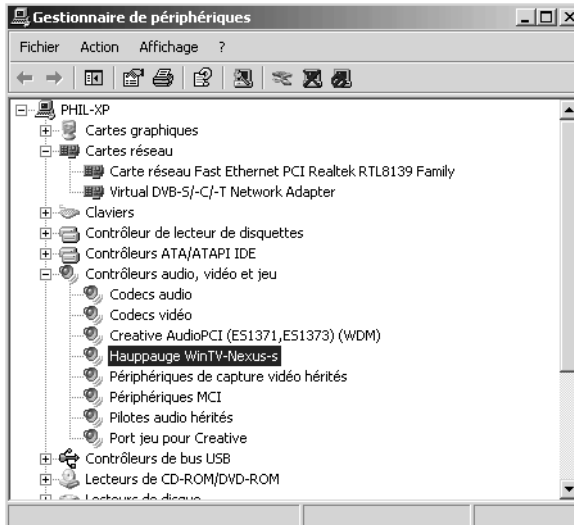 Gestionnaire de périphériques
Fichier Action Affichage ?
PHIL-XP
Cartes graphiques
Cartes réseau
Carte réseau Fast Ethernet PCI Realtek RTL8139 Family
Virtual DVB-S/-C/-T Network Adapter
Claviers
Contrôleur de lecteur de disquettes
Contrôleurs ATA/ATAPI IDE
Contrôleurs audio, vidéo et jeu
Codecs audio
Codecs vidéo
Creative AudioPCI (ES1371,ES1373) (WDM)
Hauppauge WinTV-Nexus-s
Périphériques de capture vidéo hérités
Périphériques MCI
Pilotes audio hérités
Port jeu pour Creative
Contrôleurs de bus USB
Lecteurs de CD-ROM/DVD-ROM
Lecteurs de disque